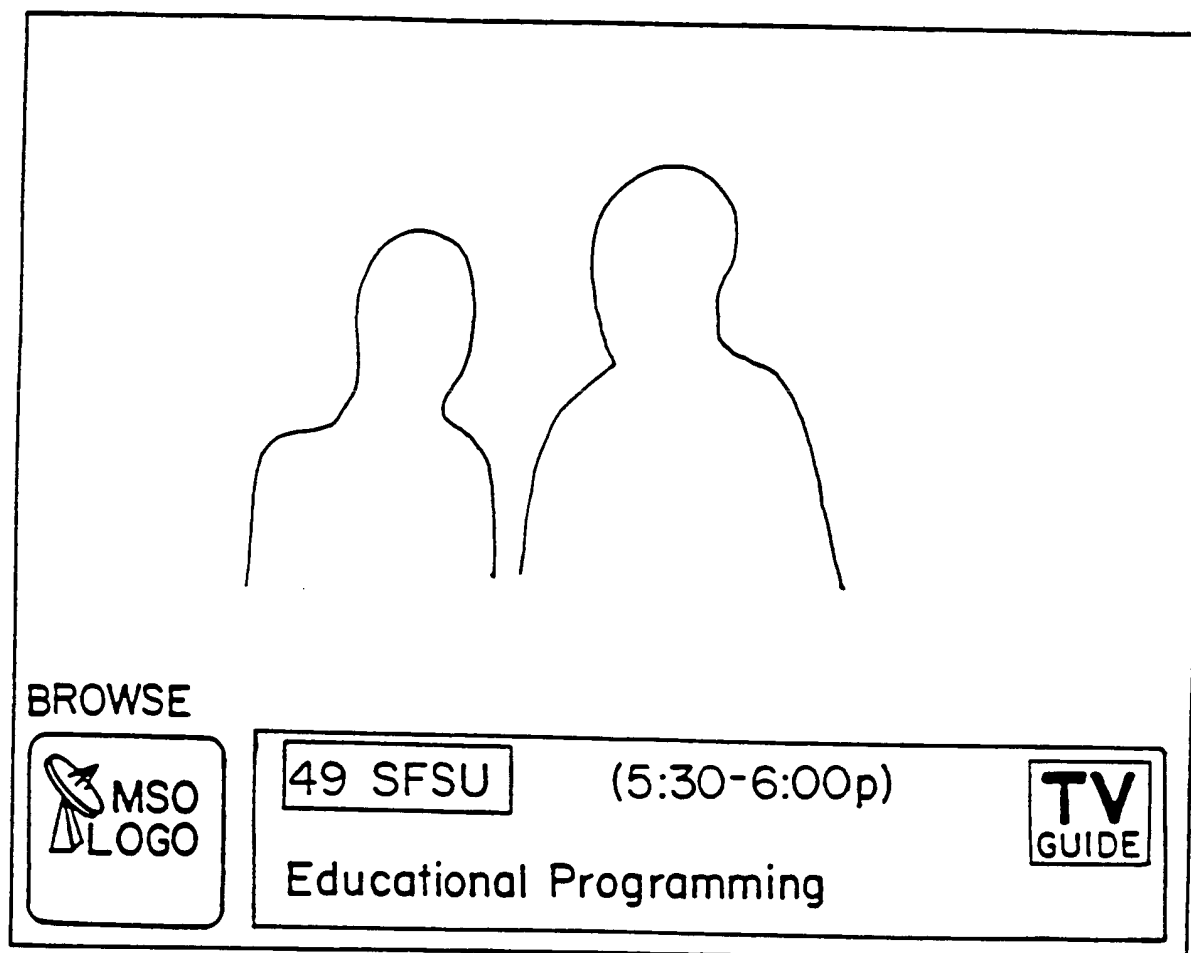 BROWSE
MSO
LOGO
49 SFSU (5:30-6:00p)
TV
GUIDE
Educational Programming